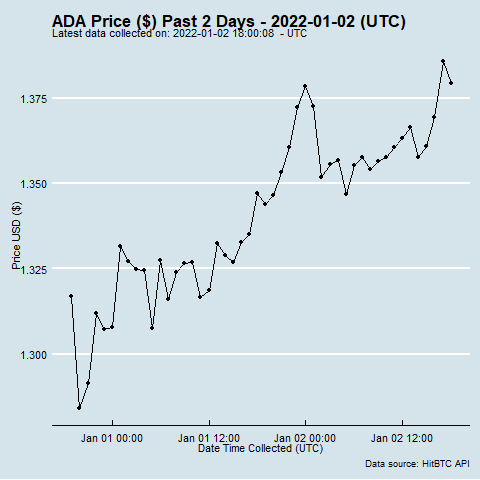 ADA Price ($) Past 2 Days - 2022-01-02 (UTC)
Latest data collected on: 2022-01-02 18:00:08 - UTC
1.375
1.350
1.325
1.300
Price USD ($)
Jan 01 00:00 Jan 01 12:00 Jan 02 00:00 Jan 02 12:00
Date Time Collected (UTC)
Data source: HitBTC API